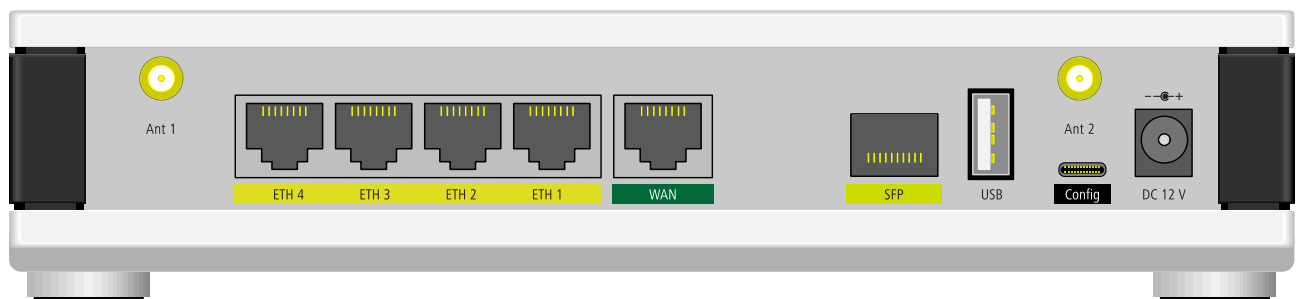 Ant 1
ETH 4
ETH 3
ETH 2
ETH 1
WAN
SFP
USB
Ant 2
Config
DC 12 V